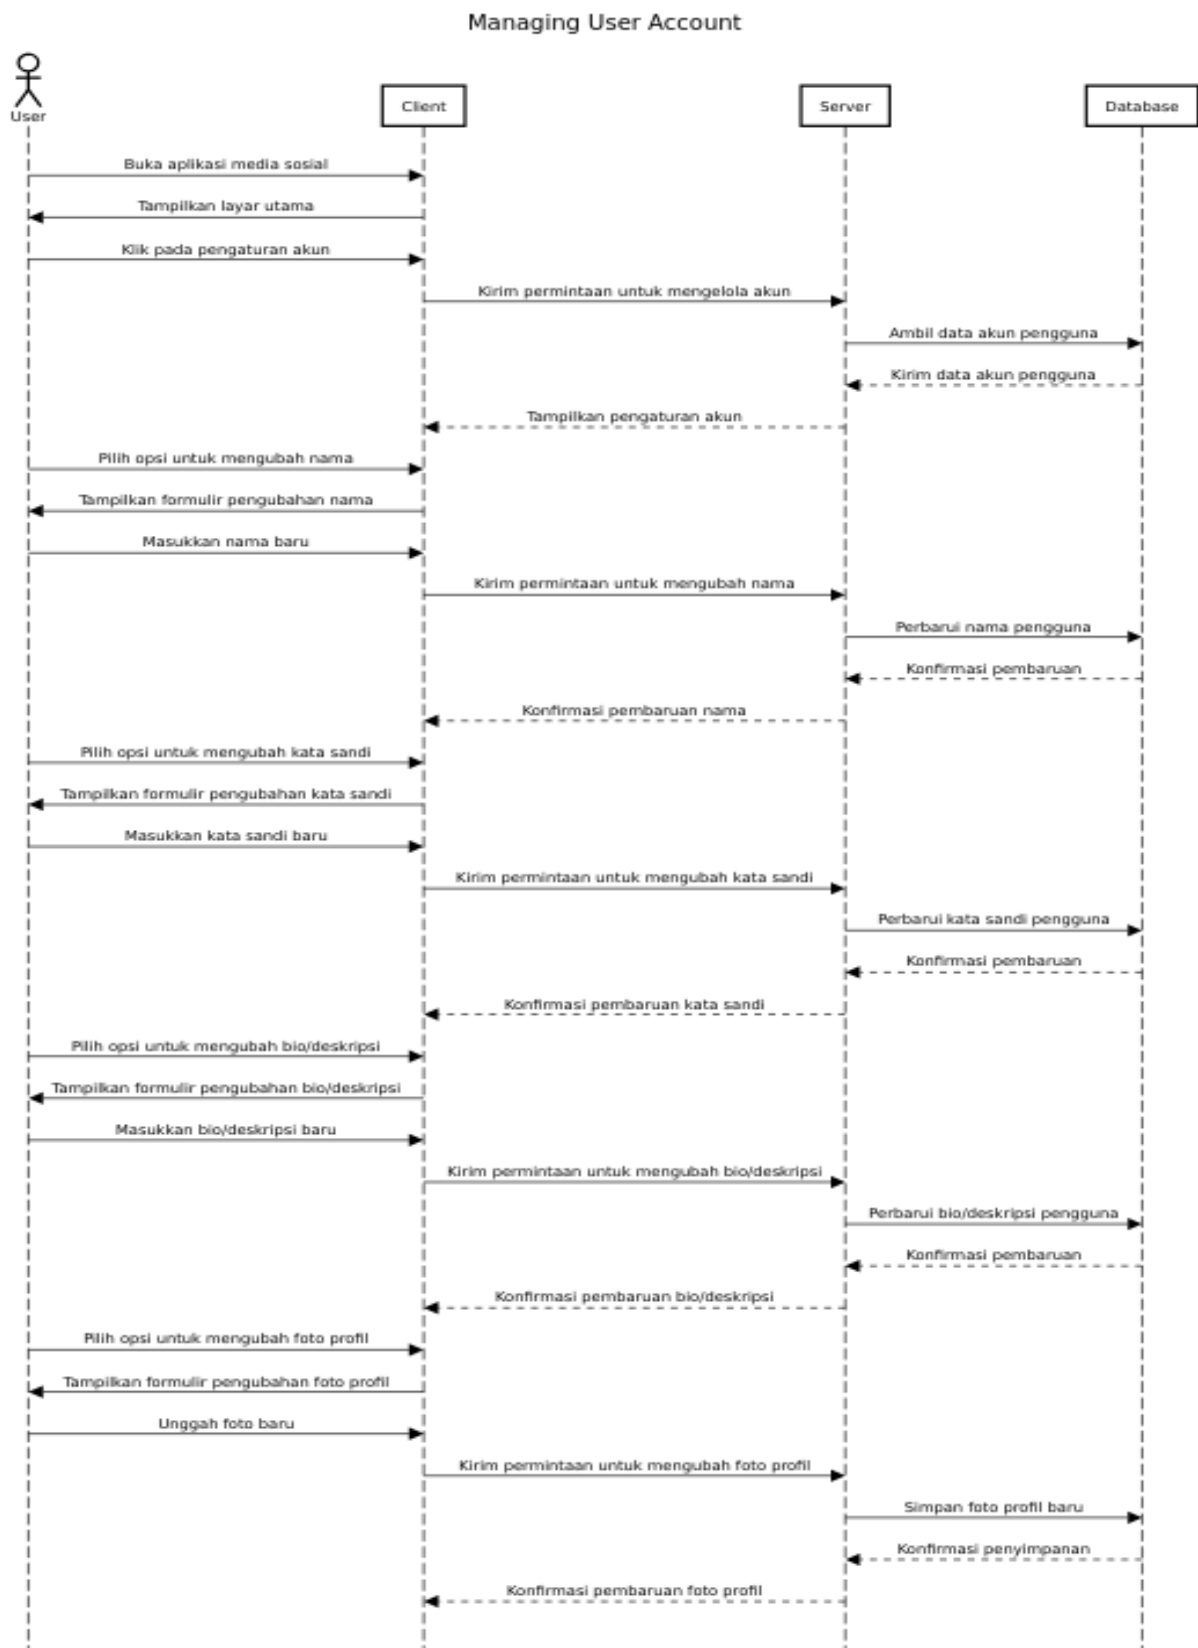 Managing User Account
User
Client
Server
Database
Buka aplikasi media sosial
Tampilkan layar utama
Klik pada pengaturan akun
Kirim permintaan untuk mengelola akun
Ambil data akun pengguna
Kirim data akun pengguna
Tampilkan pengaturan akun
Pilih opsi untuk mengubah nama
Tampilkan formulir pengubahan nama
Masukkan nama baru
Kirim permintaan untuk mengubah nama
Perbarui nama pengguna
Konfirmasi pembaruan
Konfirmasi pembaruan nama
Pilih opsi untuk mengubah kata sandi
Tampilkan formulir pengubahan kata sandi
Masukkan kata sandi baru
Kirim permintaan untuk mengubah kata sandi
Perbarui kata sandi pengguna
Konfirmasi pembaruan
Konfirmasi pembaruan kata sandi
Pilih opsi untuk mengubah bio/deskripsi
Tampilkan formulir pengubahan bio/deskripsi
Masukkan bio/deskripsi baru
Kirim permintaan untuk mengubah bio/deskripsi
Perbarui bio/deskripsi pengguna
Konfirmasi pembaruan
Konfirmasi pembaruan bio/deskripsi
Pilih opsi untuk mengubah foto profil
Tampilkan formulir pengubahan foto profil
Unggah foto baru
Kirim permintaan untuk mengubah foto profil
Simpan foto profil baru
Konfirmasi penyimpanan
Konfirmasi pembaruan foto profil